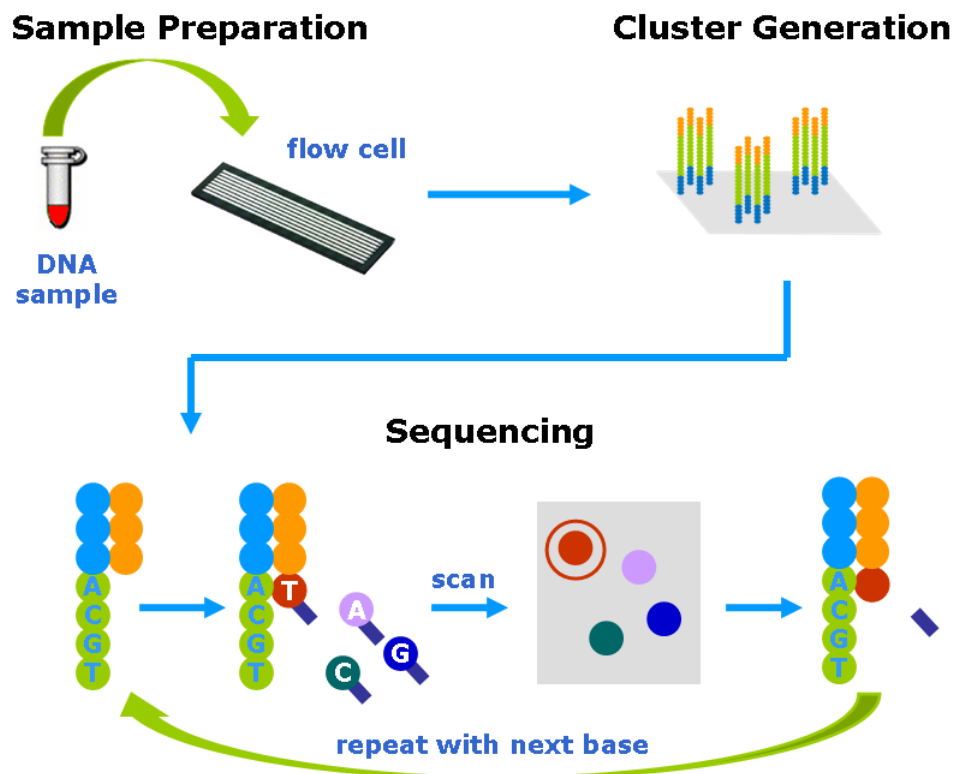 Sample Preparation
Cluster Generation
flow cell
DNA
sample
Sequencing
A
C
G
T
A T
C
G
T
A
G
C
scan
A
C
G
T
repeat with next base